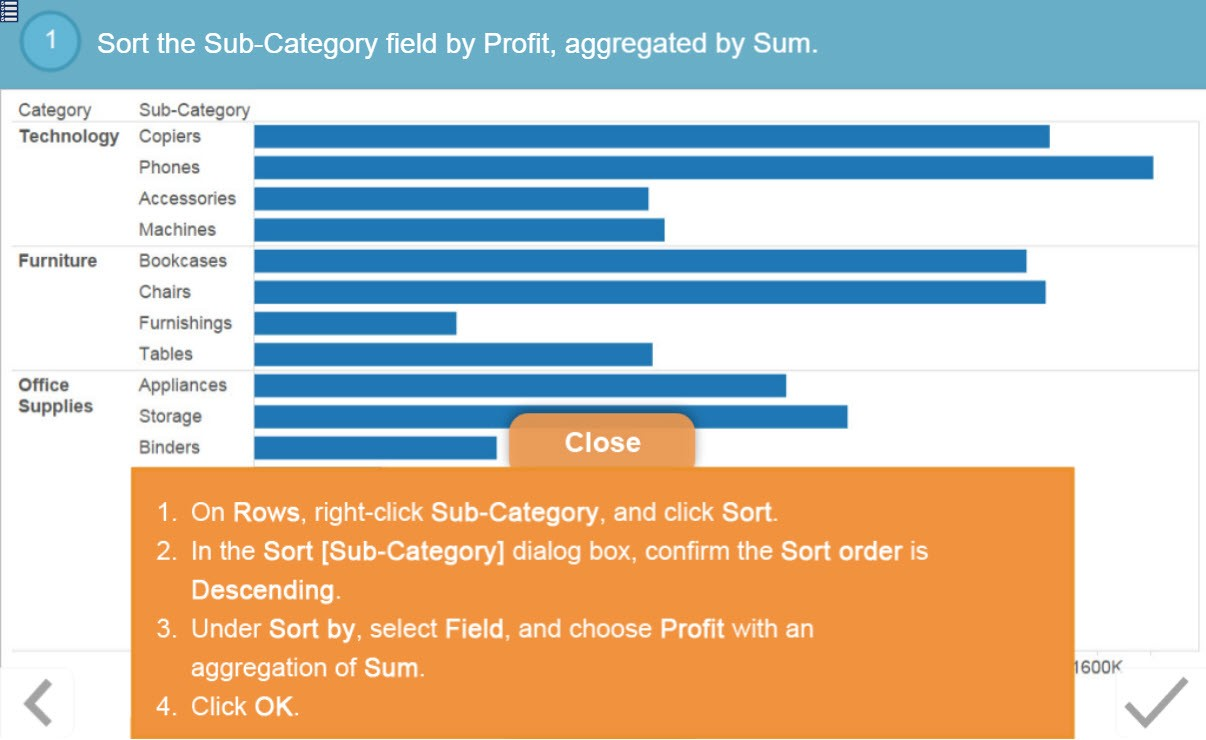 1 Sort the Sub-Category field by Profit, aggregated by Sum.
Category Sub-Category
Technology Copiers
Phones
Accessories
Machines
Furniture Bookcases
Chairs
Furnishings
Tables
Office Appliances
Supplies Storage
Binders
Close
1. On Rows, right-click Sub-Category, and click Sort.
2. In the Sort [Sub-Category] dialog box, confirm the Sort order is
Descending.
3. Under Sort by, select Field, and choose Profit with an
aggregation of Sum.
4. Click OK.
1600K